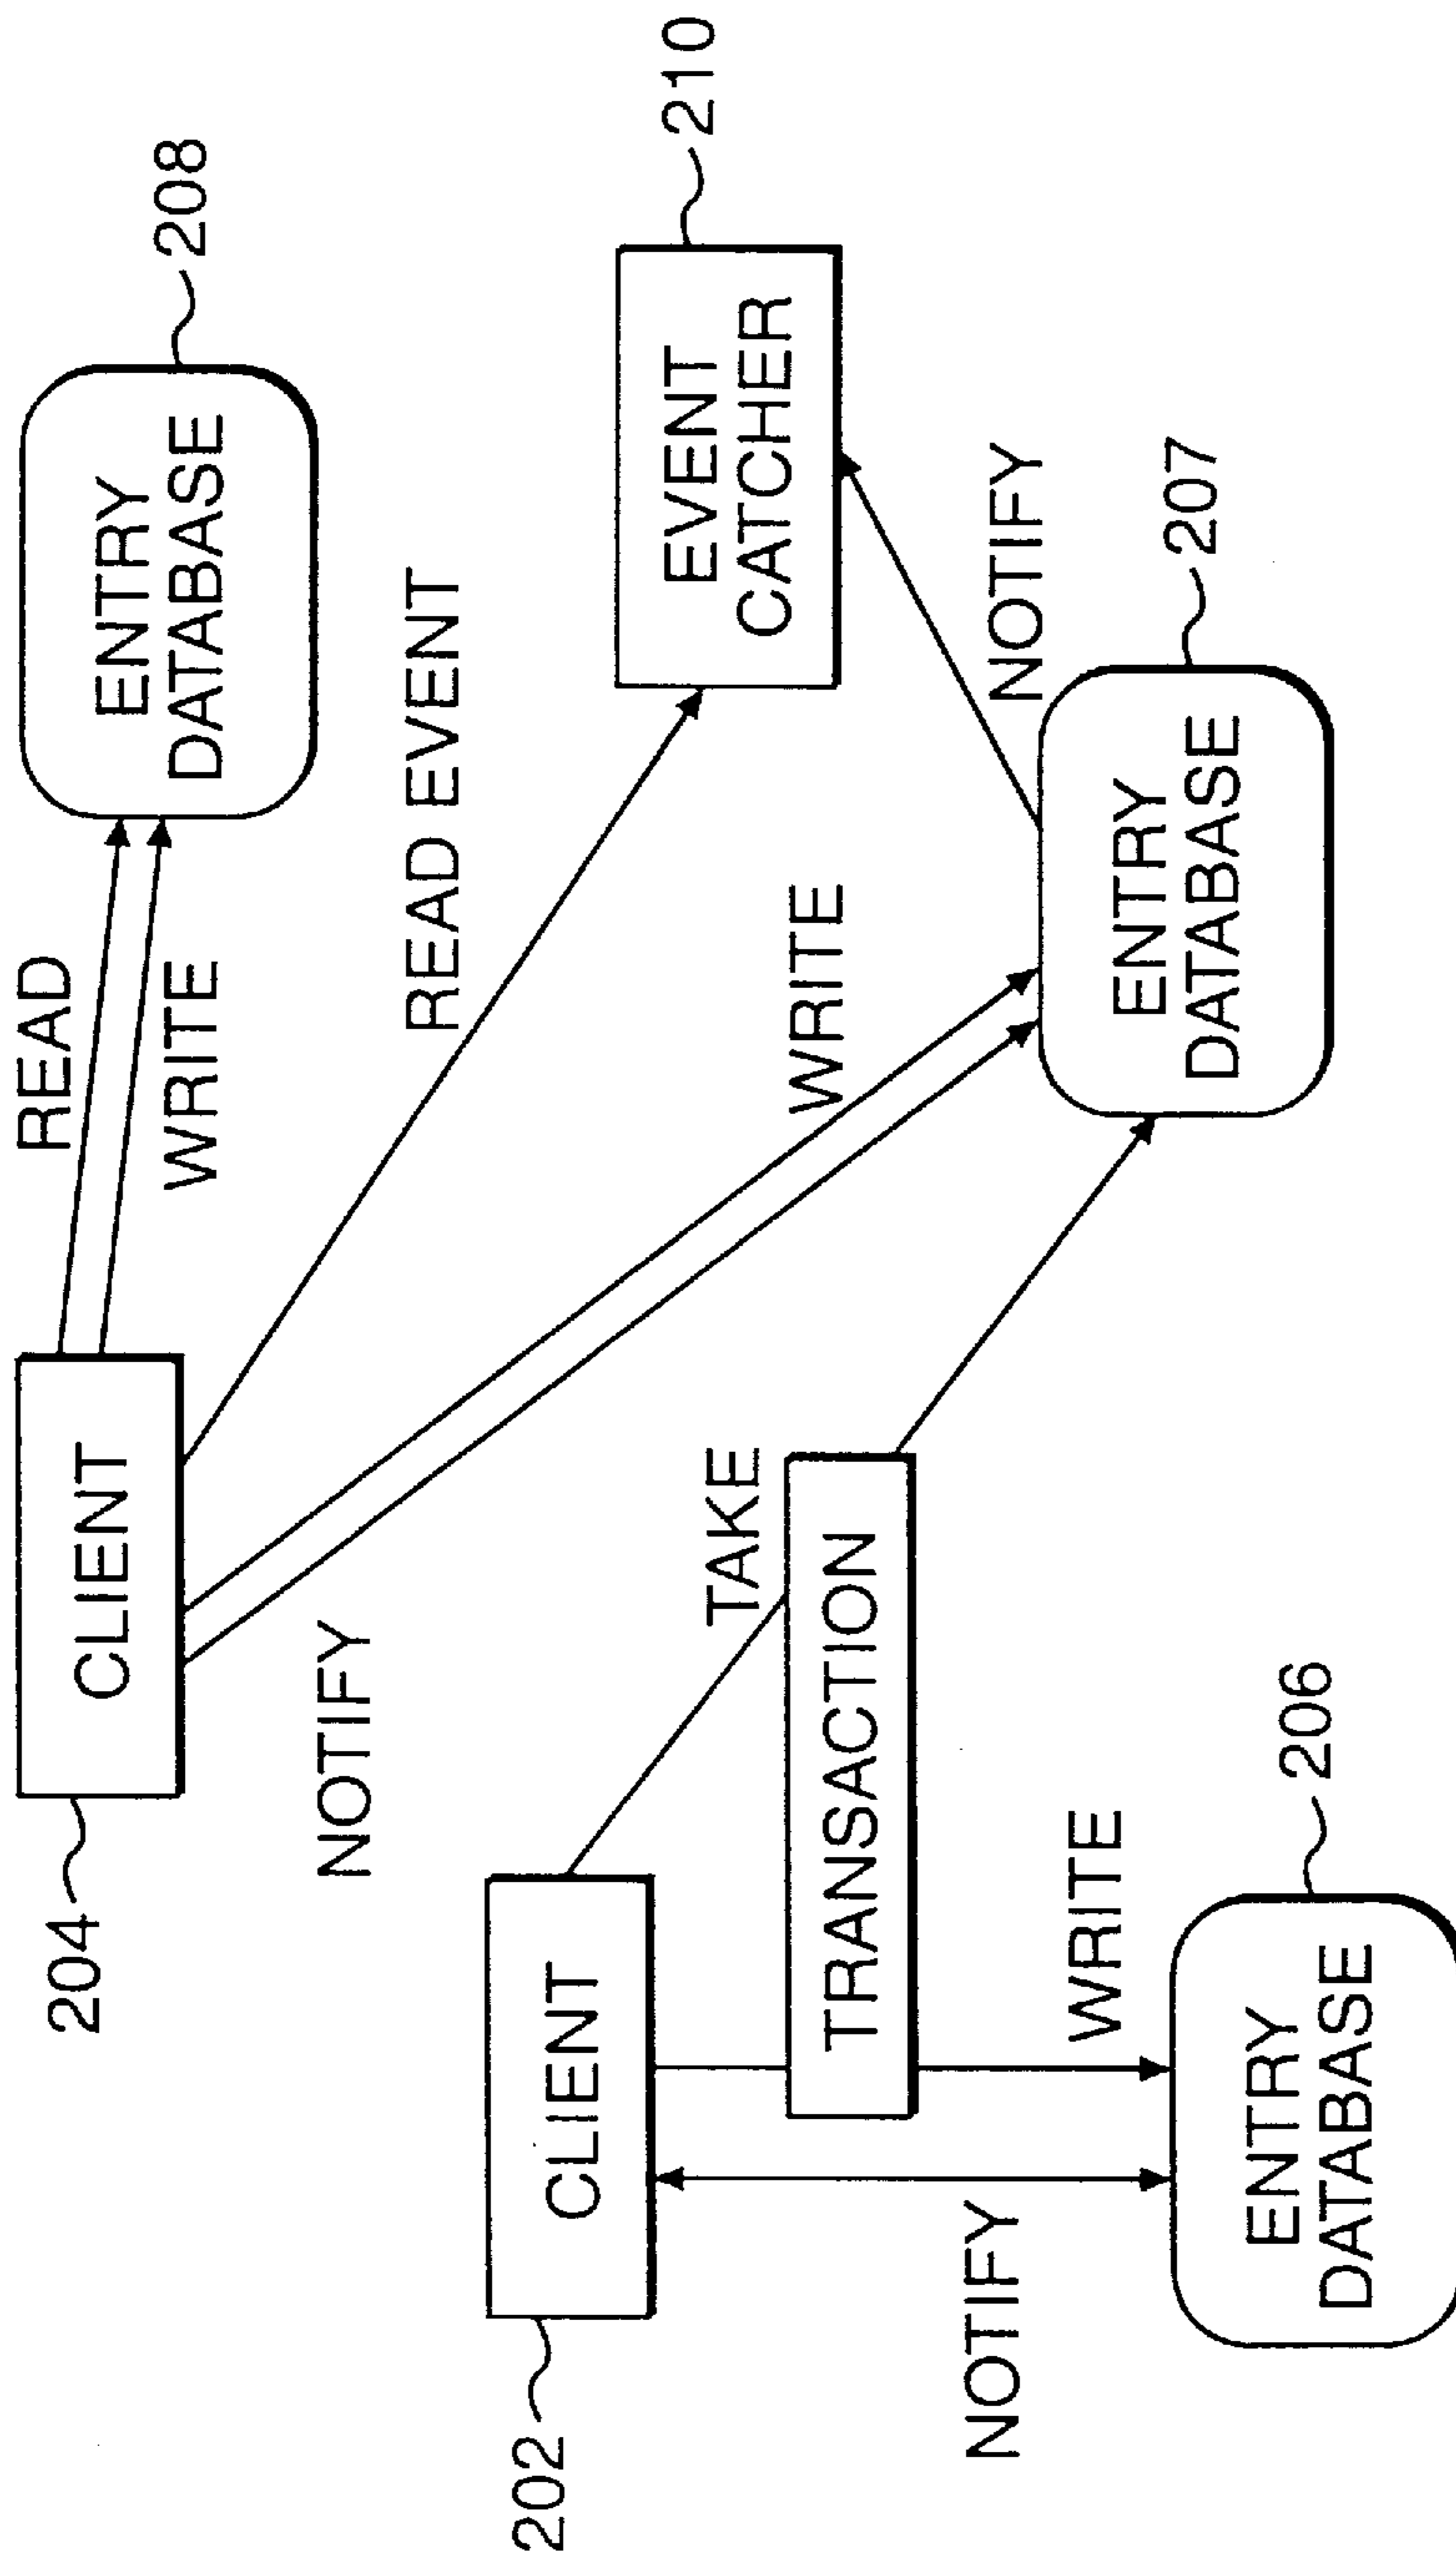 204
CLIENT
READ
WRITE
ENTRY
DATABASE
208
NOTIFY
READ EVENT
202
CLIENT
TAKE
WRITE
EVENT
CATCHER
210
TRANSACTION
NOTIFY
NOTIFY
WRITE
ENTRY
DATABASE
207
ENTRY
DATABASE
206